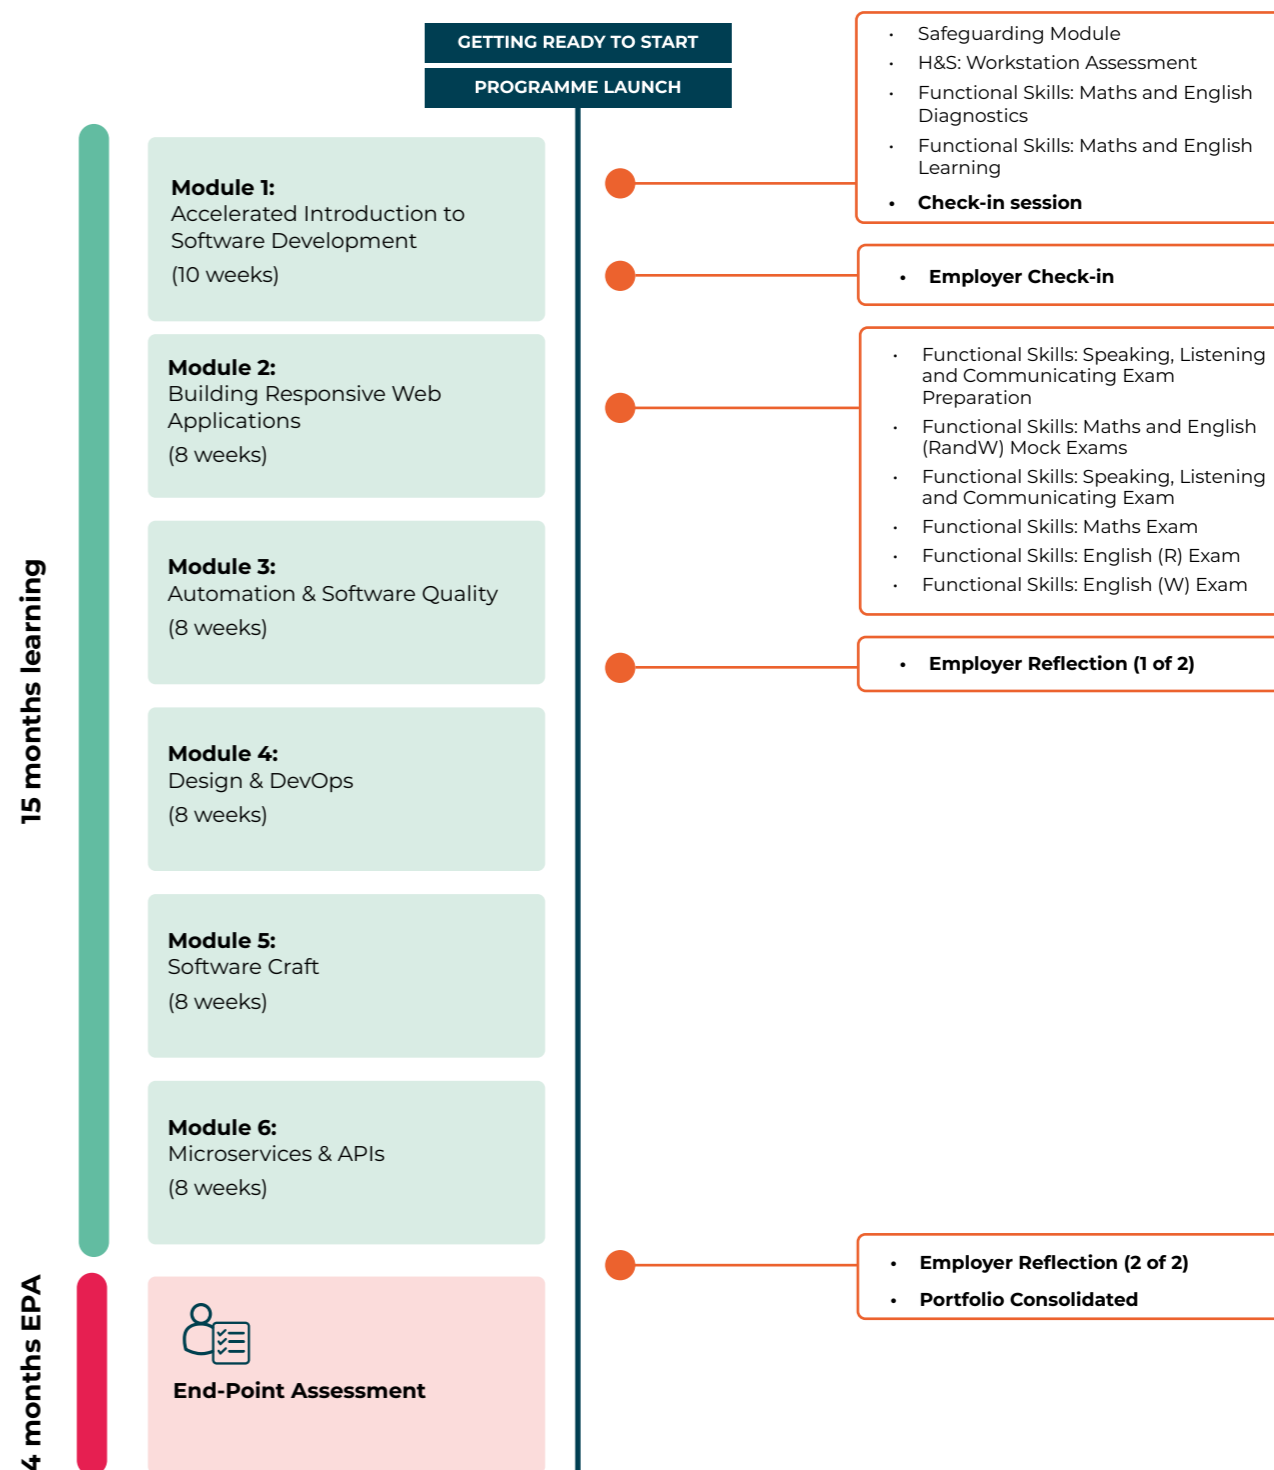 GETTING READY TO START
PROGRAMME LAUNCH
15 months learning
Module 1:
Accelerated Introduction to
Software Development
(10 weeks)
Module 2:
Building Responsive Web
Applications
(8 weeks)
Module 3:
Automation & Software Quality
(8 weeks)
Module 4:
Design & DevOps
(8 weeks)
Module 5:
Software Craft
(8 weeks)
Module 6:
Microservices & APIs
(8 weeks)
4 months EPA
End-Point Assessment
• Safeguarding Module
• H&S: Workstation Assessment
• Functional Skills: Maths and English
Diagnostics
• Functional Skills: Maths and English
Learning
• Check-in session
• Employer Check-in
• Functional Skills: Speaking, Listening
and Communicating Exam
Preparation
• Functional Skills: Maths and English
(RandW) Mock Exams
• Functional Skills: Speaking, Listening
and Communicating Exam
• Functional Skills: Maths Exam
• Functional Skills: English (R) Exam
• Functional Skills: English (W) Exam
• Employer Reflection (1 of 2)
• Employer Reflection (2 of 2)
• Portfolio Consolidated